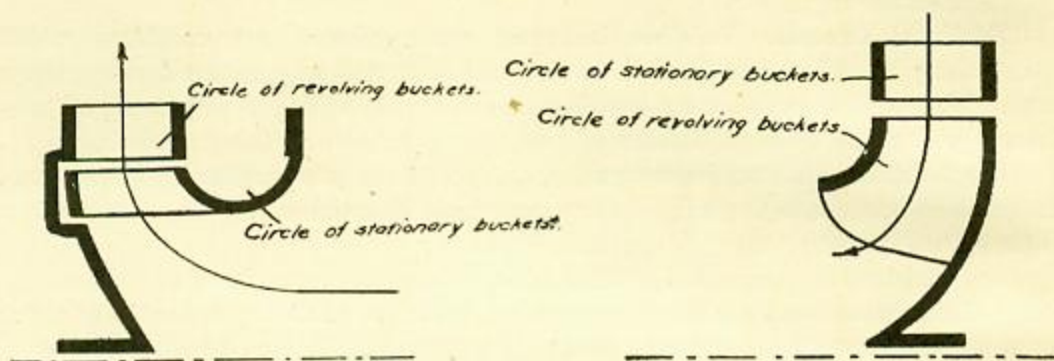 Circle of revolving buckets.
Circle of stationary buckets.
Circle of stationary buckets.
Circle of revolving buckets